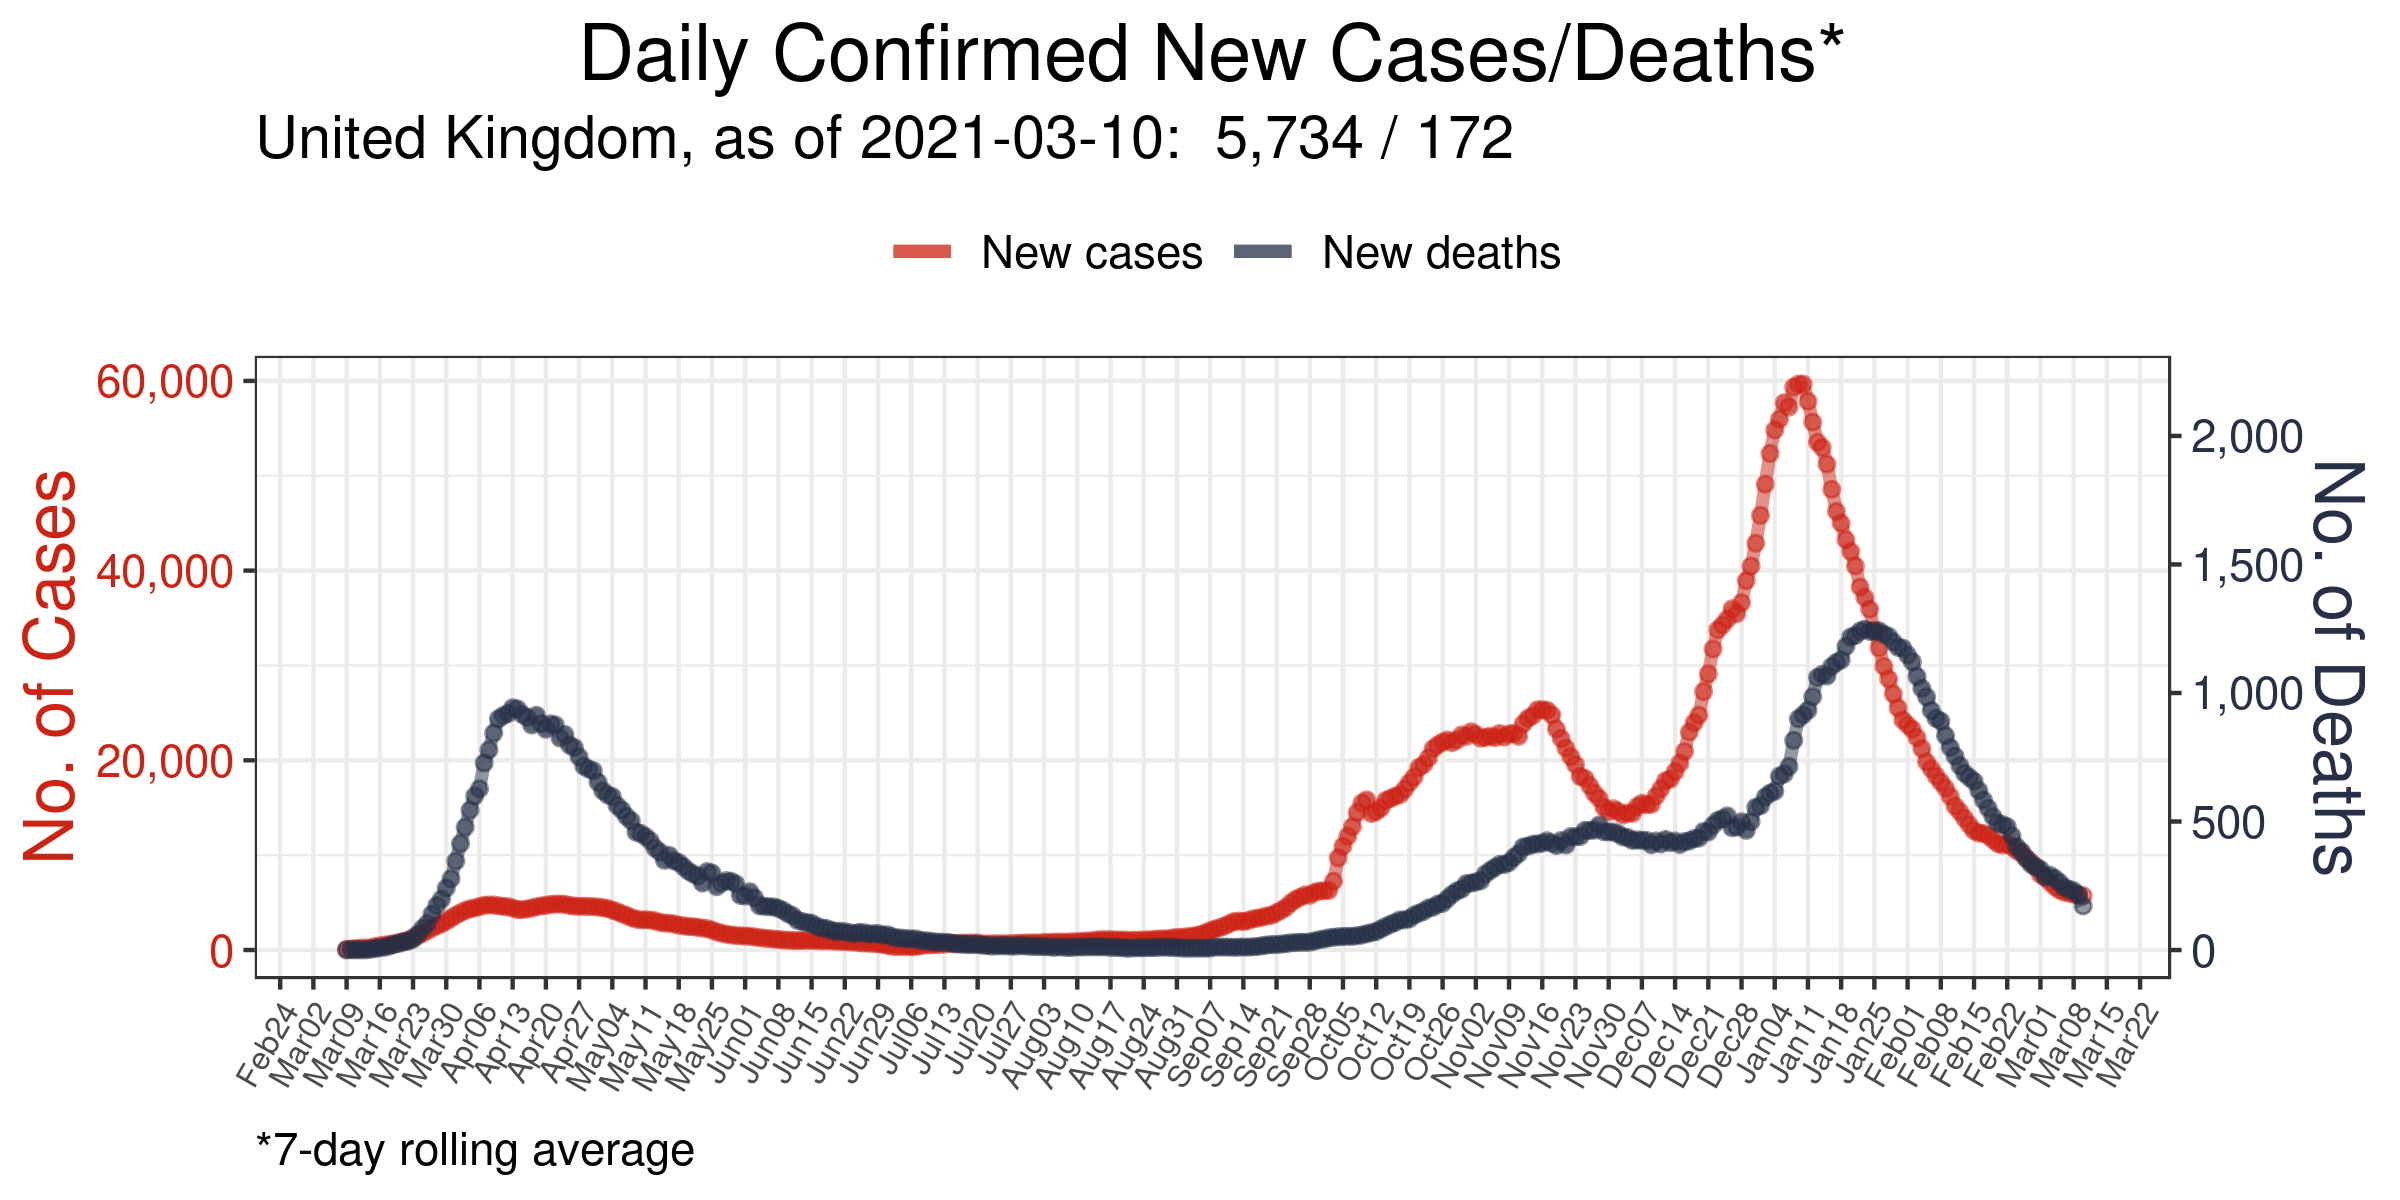 Daily Confirmed New Cases/Deaths*
United Kingdom, as of 2021-03-10:  5,734 / 172
New cases
New deaths
No. of Cases
60,000
40,000
20,000
0
2,000
1,500
1,000
500
0
No. of Deaths
Feb24
Mar02
Mar09
Mar16
Mar23
Mar30
Apr06
Apr13
Apr20
Apr27
May04
May11
May18
May25
Jun01
Jun08
Jun15
Jun22
Jun29
Jul06
Jul13
Jul20
Jul27
Aug03
Aug10
Aug17
Aug24
Aug31
Sep07
Sep14
Sep21
Sep28
Oct05
Oct12
Oct19
Oct26
Nov02
Nov09
Nov16
Nov23
Nov30
Dec07
Dec14
Dec21
Dec28
Jan04
Jan11
Jan18
Jan25
Feb01
Feb08
Feb15
Feb22
Mar01
Mar08
Mar15
Mar22
*7-day rolling average